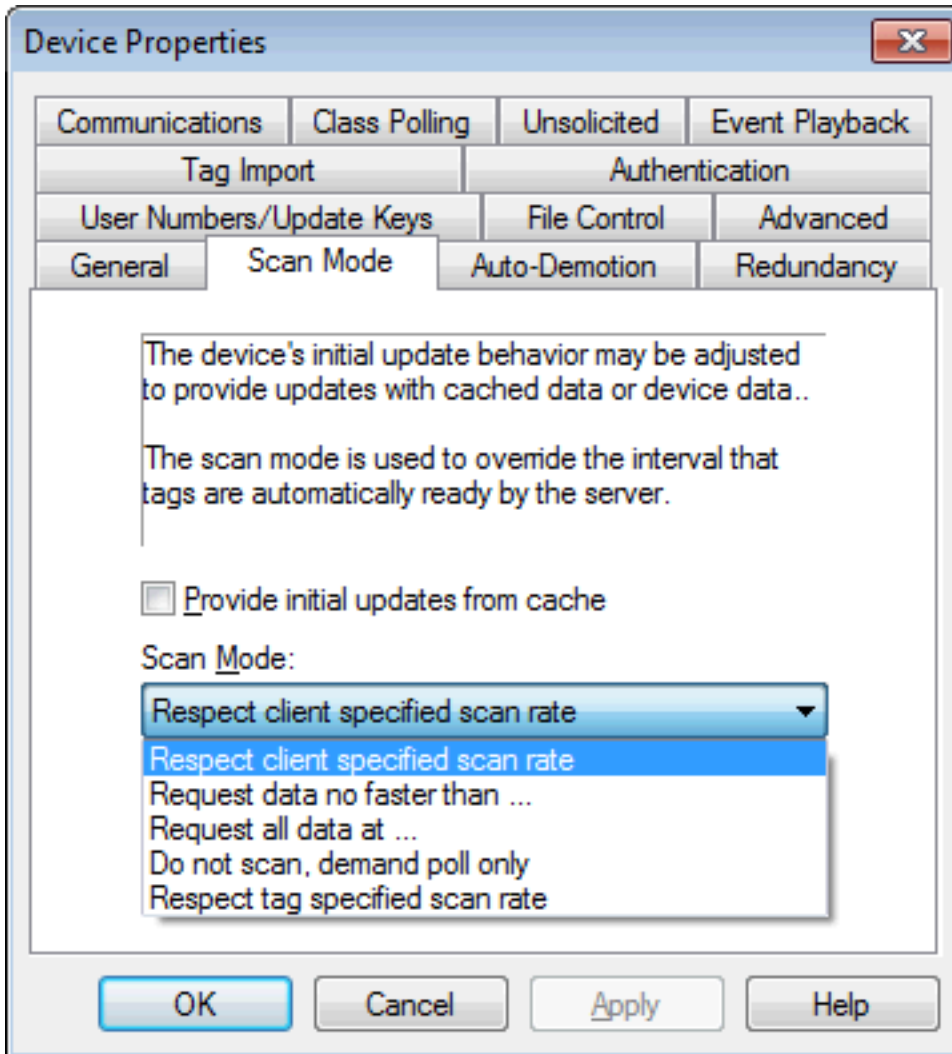 Device Properties
Communications Class Polling Unsolicited Event Playback
Tag Import Authentication
User Numbers/Update Keys File Control Advanced
General Scan Mode Auto-Demotion Redundancy
The device's initial update behavior may be adjusted
to provide updates with cached data or device data..
The scan mode is used to override the interval that
tags are automatically ready by the server.
Provide initial updates from cache
Scan Mode:
Respect client specified scan rate
Respect client specified scan rate
Request data no faster than ...
Request all data at ...
Do not scan, demand poll only
Respect tag specified scan rate
OK Cancel Apply Help